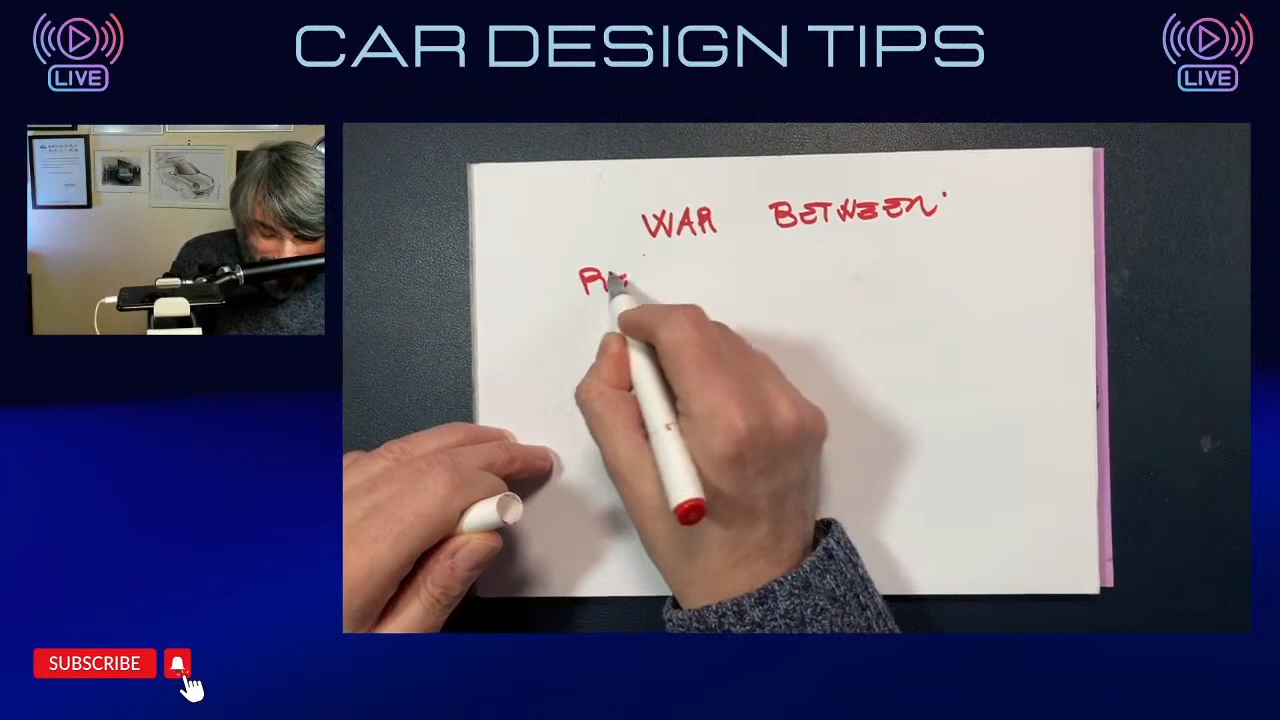 CAR DESIGN TIPS
LIVE
LIVE
WAR BETWEEN
SUBSCRIBE